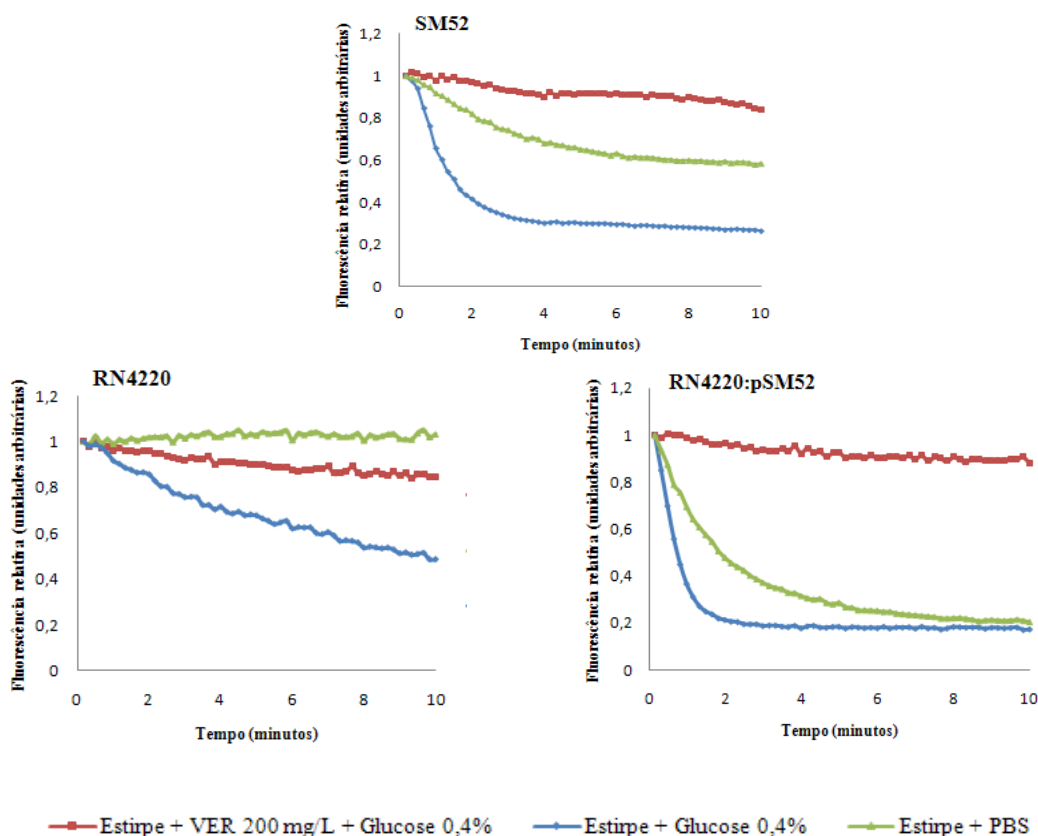 SM52
Fluorescência relativa (unidades arbitrárias)
1,2
1
0,8
0,6
0,4
0,2
0
0 2 4 6 8 10
Tempo (minutos)
RN4220
Fluorescência relativa (unidades arbitrárias)
1,2
1
0,8
0,6
0,4
0,2
0
0 2 4 6 8 10
Tempo (minutos)
RN4220:pSM52
Fluorescência relativa (unidades arbitrárias)
1,2
1
0,8
0,6
0,4
0,2
0
0 2 4 6 8 10
Tempo (minutos)
Estirpe + VER 200 mg/L + Glucose 0,4% Estirpe + Glucose 0,4% Estirpe + PBS